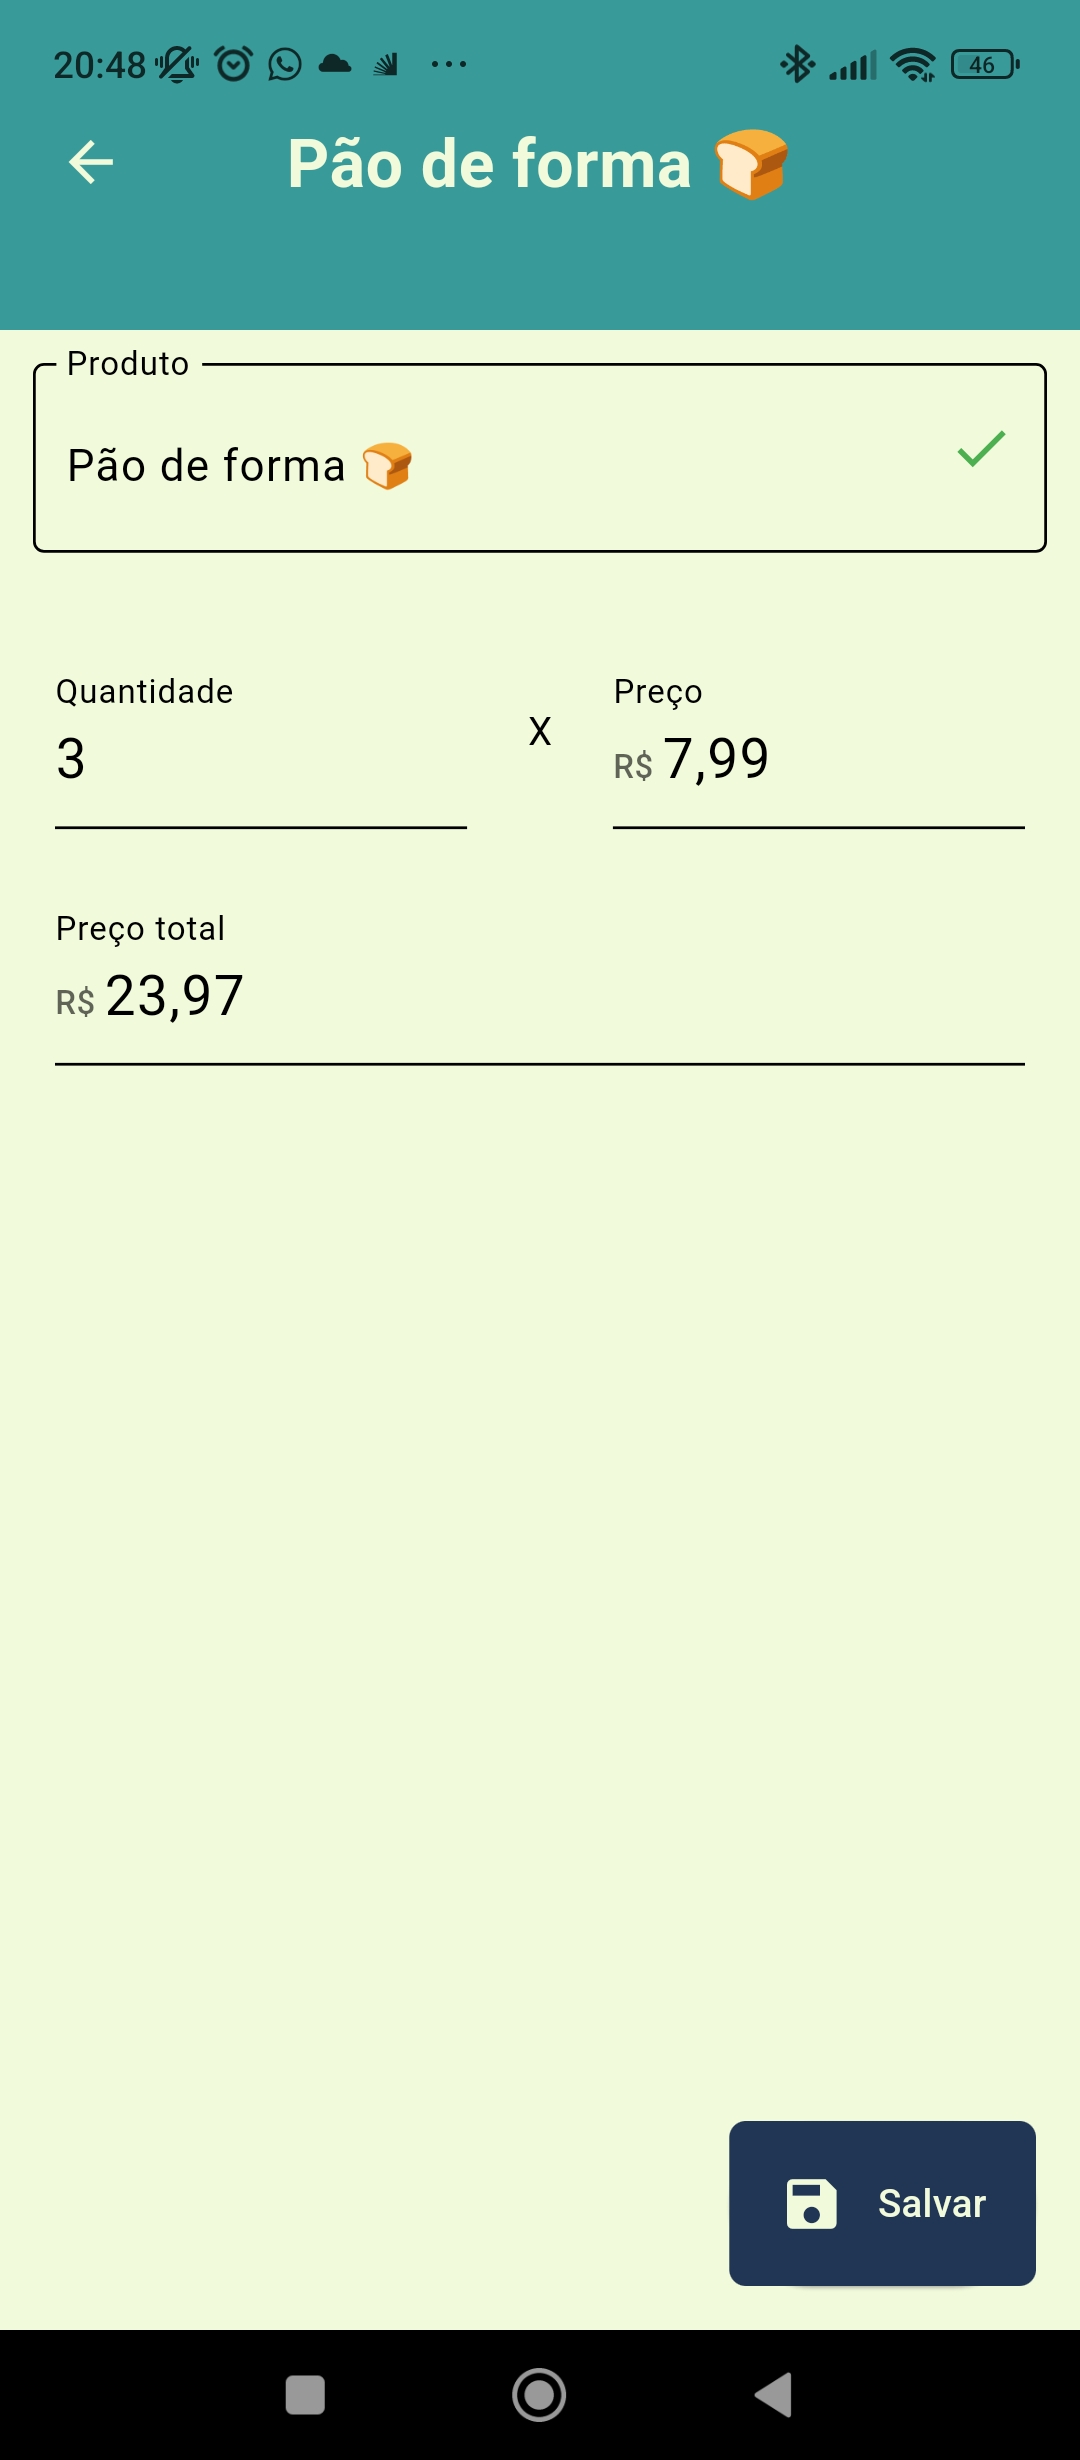 20:48 46
Pão de forma 🍞
Produto
Pão de forma 🍞
Quantidade
3
X
Preço
R$ 7,99
Preço total
R$ 23,97
Salvar